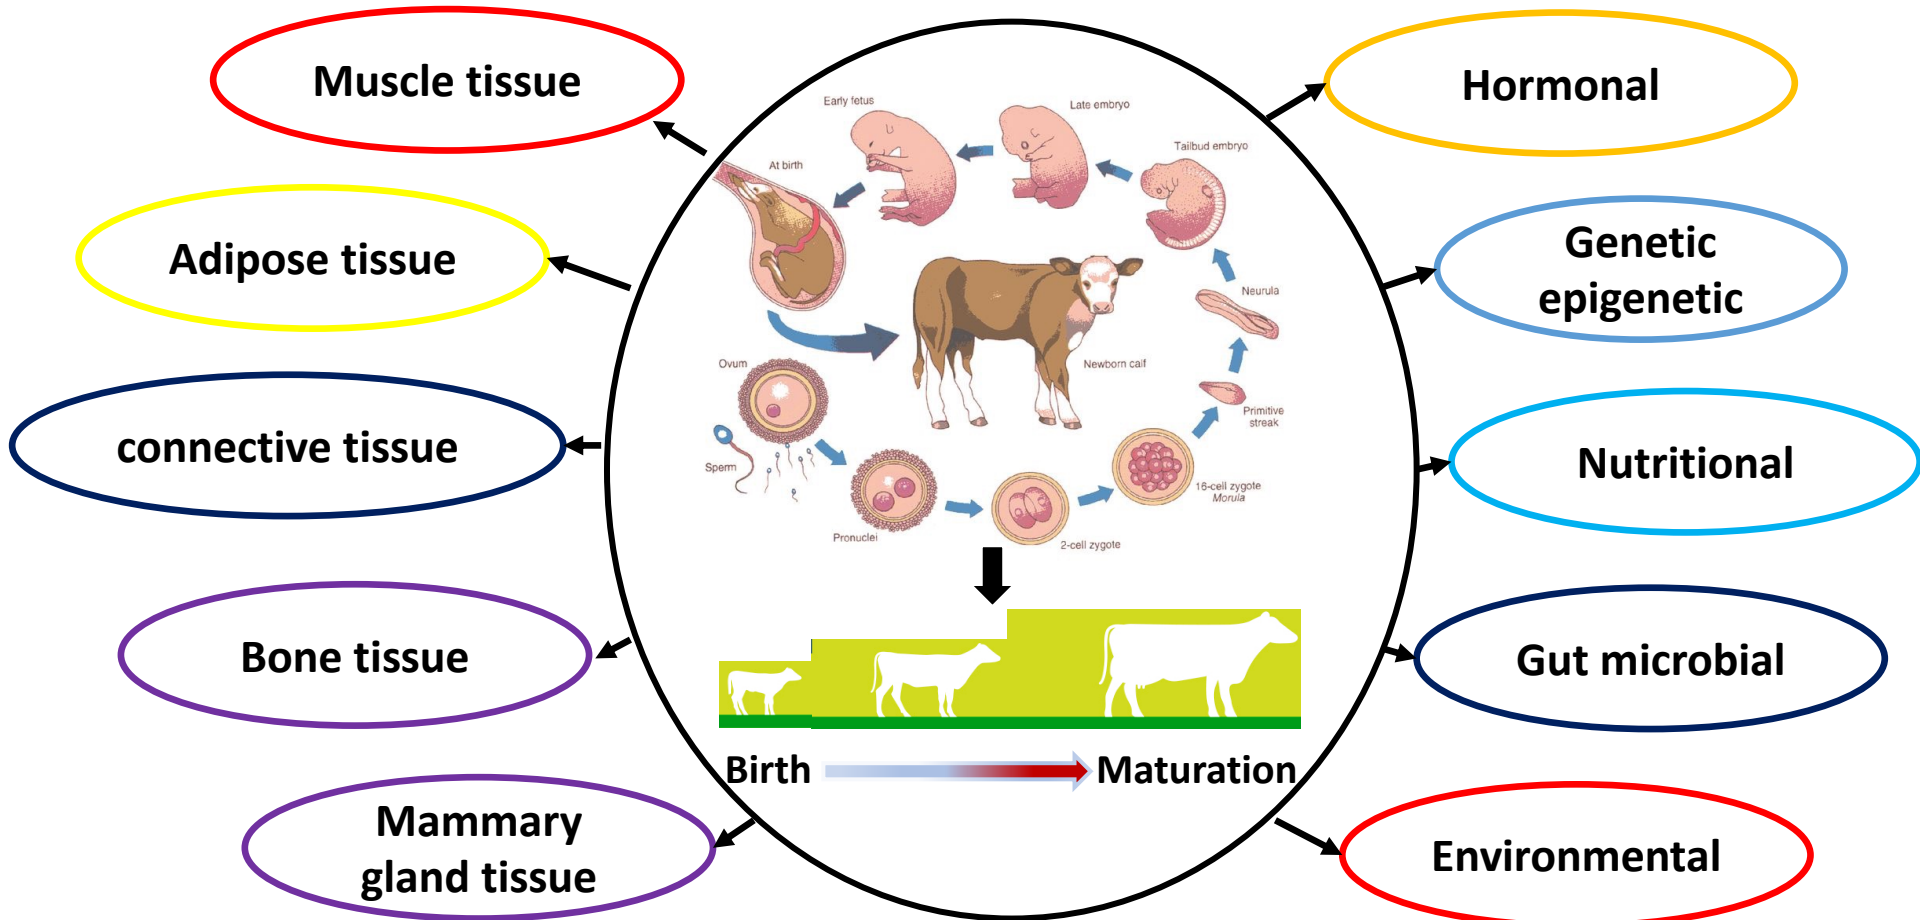 Muscle tissue
Adipose tissue
connective tissue
Bone tissue
Mammary
gland tissue
Early fetus
Late embryo
Tailbud embryo
At birth
Neurula
Newborn calf
Ovum
Primitive
streak
Sperm
16-cell zygote
Morula
Pronuclei
2-cell zygote
Birth
Maturation
Hormonal
Genetic
epigenetic
Nutritional
Gut microbial
Environmental